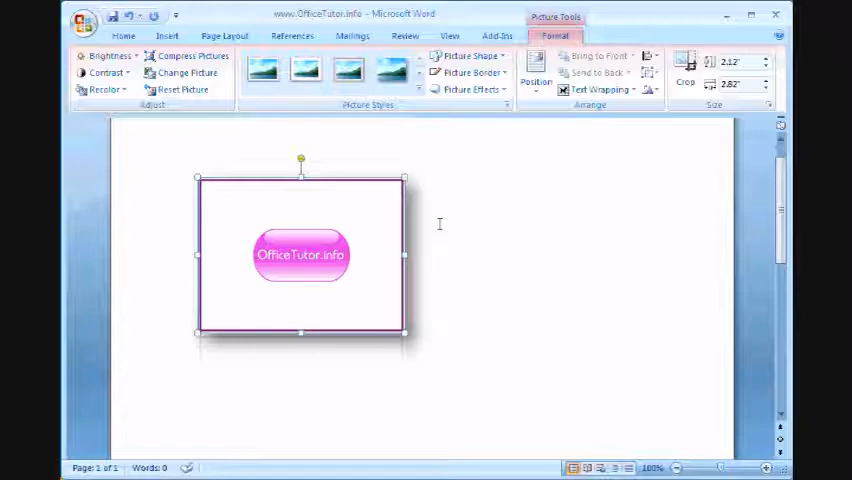 www.OfficeTutor.info - Microsoft Word
Picture Tools
Home Insert Page Layout References Mailings Review View Add-Ins Format
Brightness Compress Pictures Picture Shape Bring to Front 2.12"
Contrast Change Picture Picture Border Send to Back 2.82"
Recolor Reset Picture Picture Effects Position Text Wrapping Crop
Adjust Picture Styles Arrange Size
OfficeTutor.info
Page: 1 of 1 Words: 0 100%